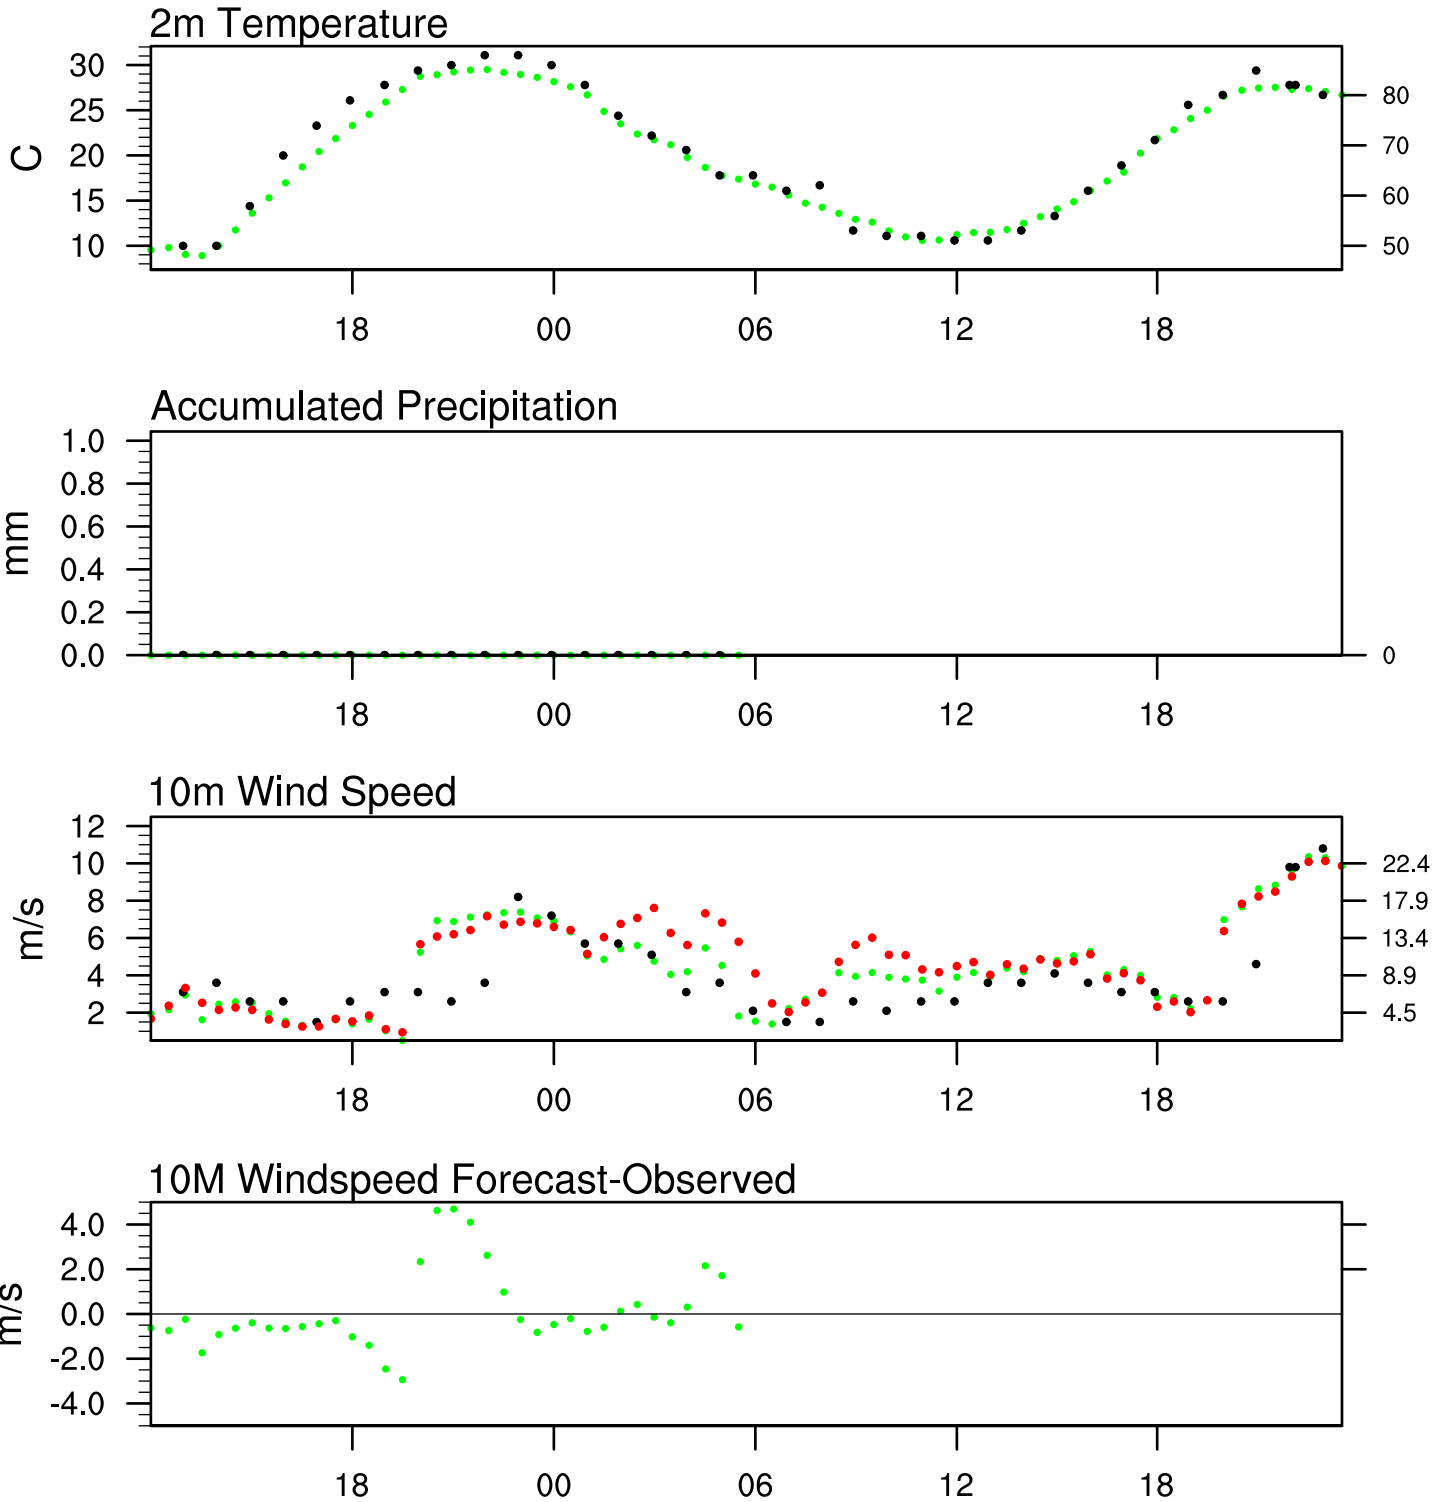 2m Temperature
30
25
20
15
10
C
80
70
60
50
18 00 06 12 18
Accumulated Precipitation
1.0
0.8
0.6
0.4
0.2
0.0
mm
0
18 00 06 12 18
10m Wind Speed
12
10
8
6
4
2
m/s
22.4
17.9
13.4
8.9
4.5
18 00 06 12 18
10M Windspeed Forecast-Observed
4.0
2.0
0.0
-2.0
-4.0
m/s
18 00 06 12 18